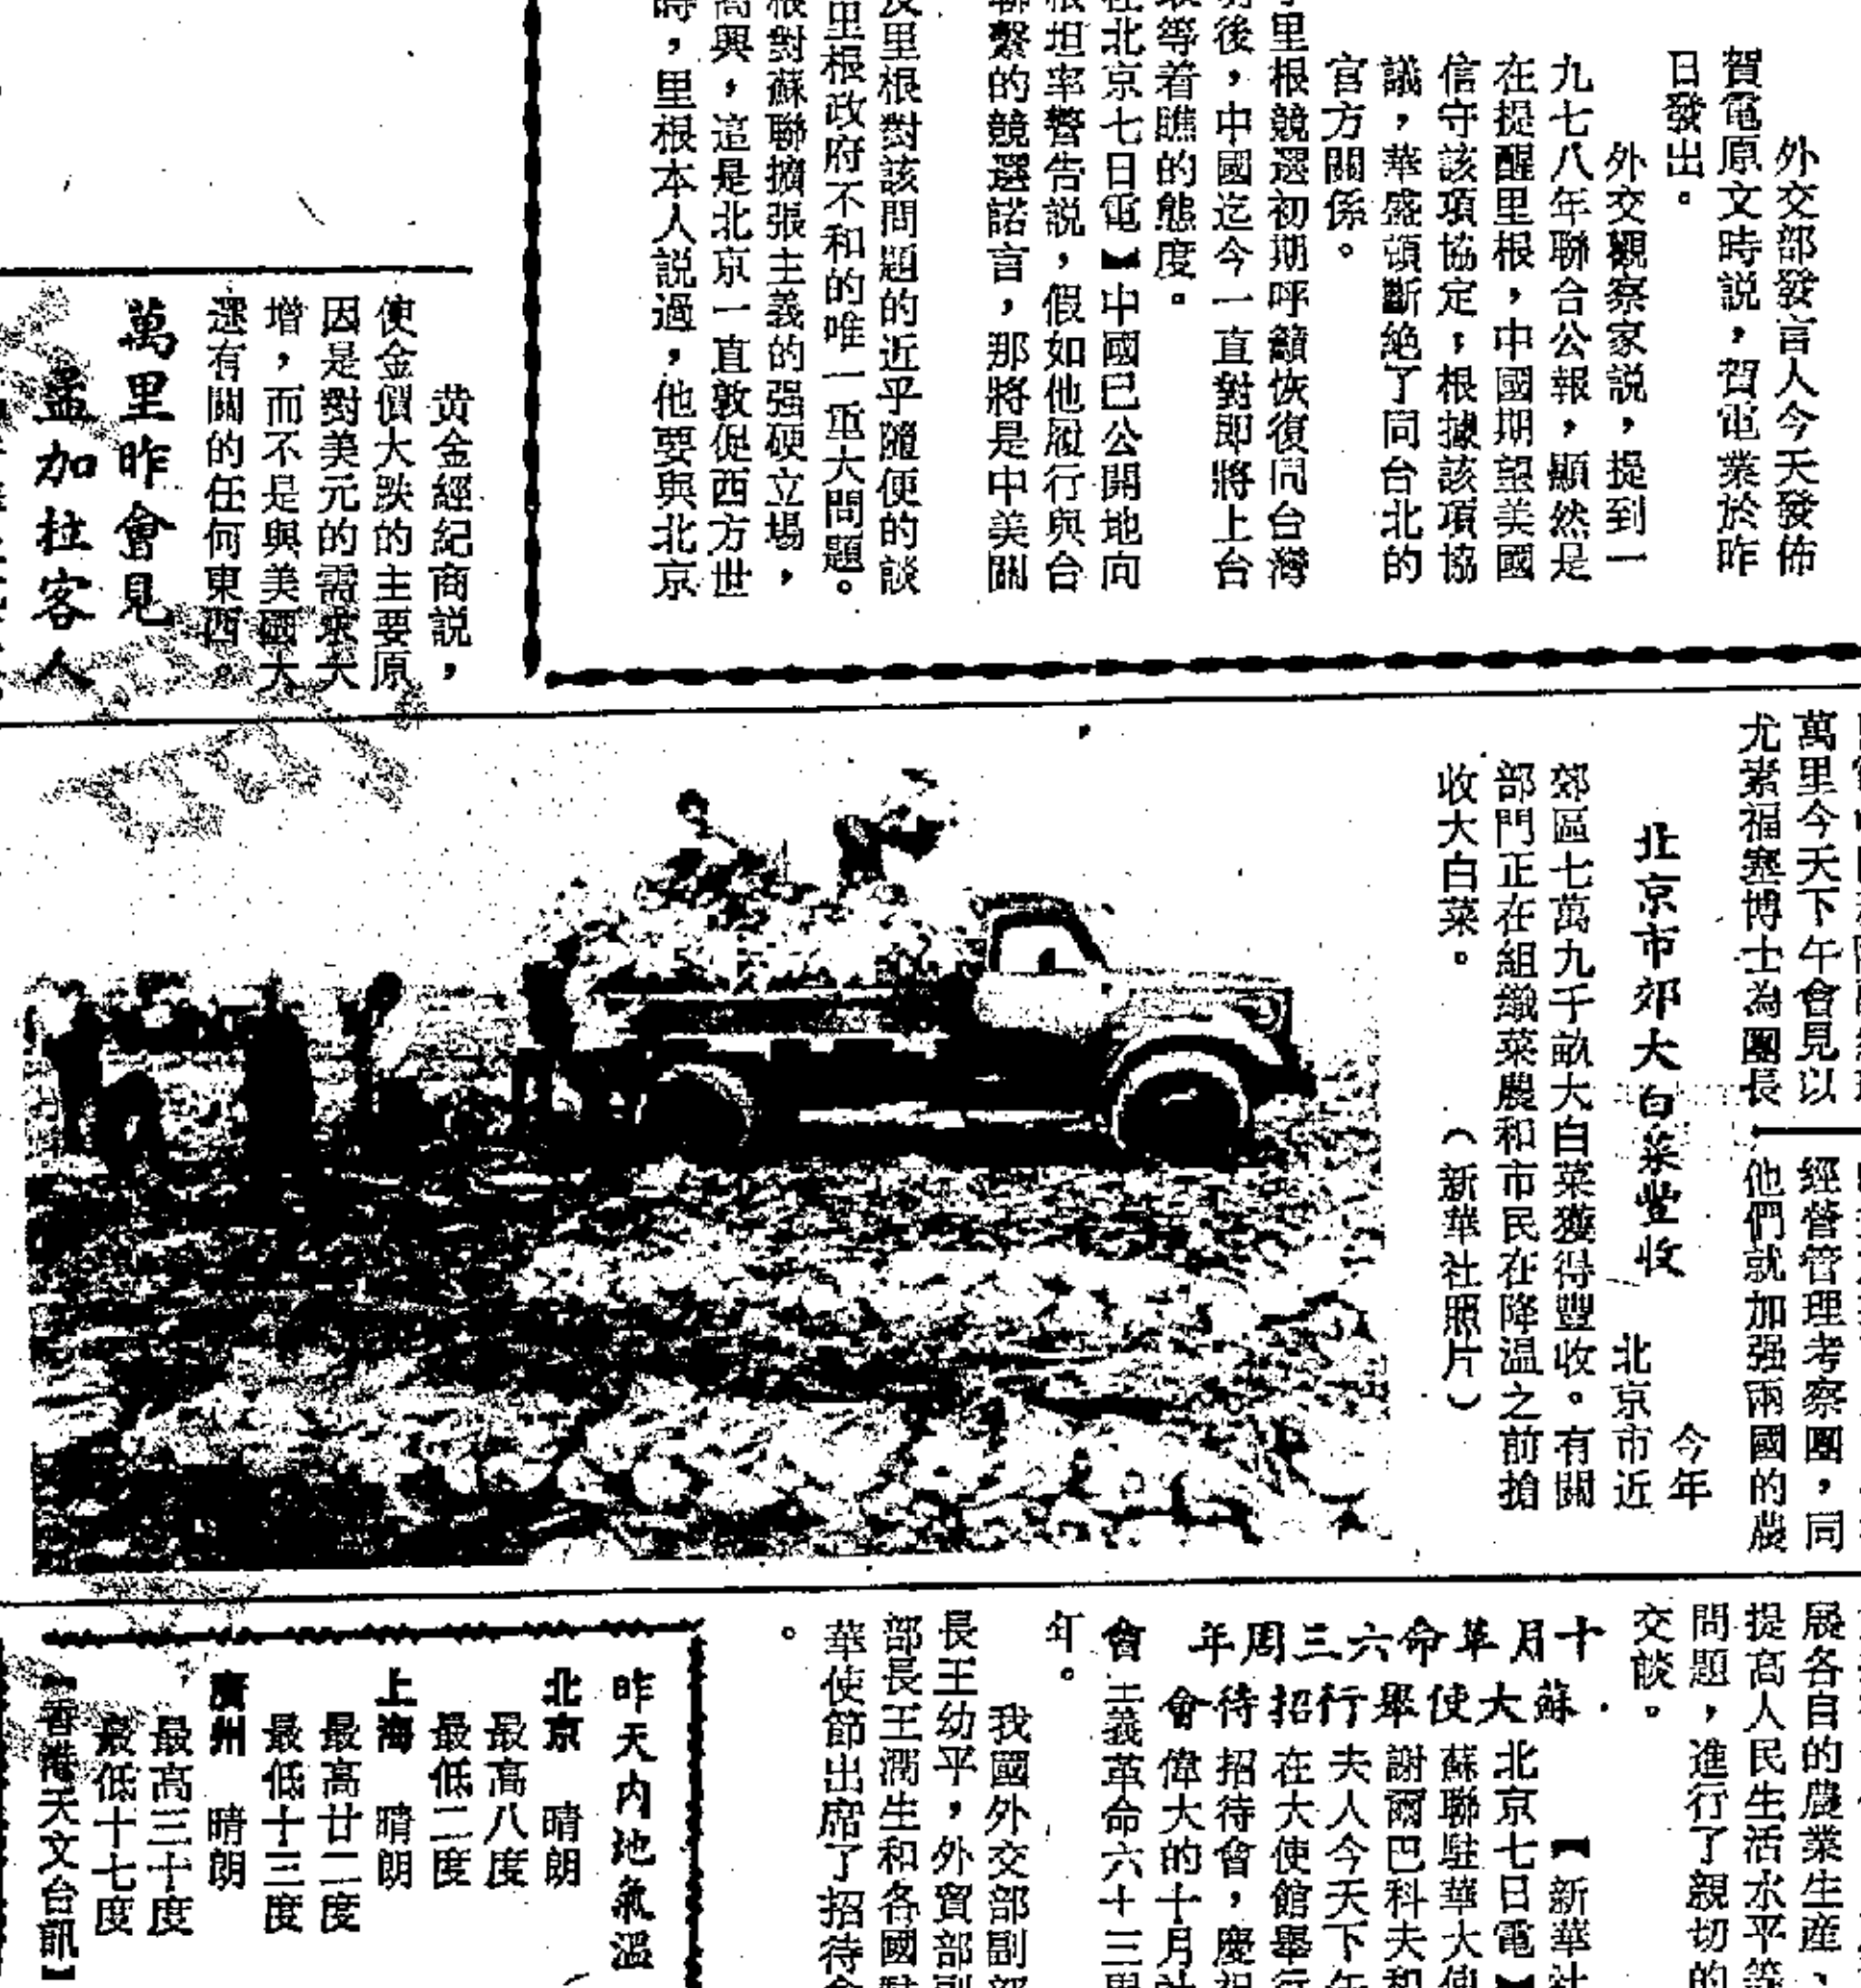 外交部發言人今天發佈
賀電原文時説，賀電業於昨
日發出。
外交觀察家説，提到一
九七八年聯合公報，顯然是
在提醒里根，中國期望美國
信守該項協定；根據該項協
議，華盛頓斷絶了同台北的
官方關係。
里根競選初期呼籲恢復同台灣
後，中國迄今一直對即將上台
等着瞧的態度。
在北京七日電】中國已公開地向
根坦率警告説，假如他履行與台
聯繫的競選諾言，那將是中美關
及里根對該問題的近乎隨便的談
里根政府不和的唯一重大問題。
根對蘇聯擴張主義的强硬立場，
高興，這是北京一直敦促西方世
時，里根本人説過，他要與北京
黄金經紀商説，
使金價大跌的主要原
因是對美元的需求大
增，而不是與美國大
選有關的任何東西。
萬里昨會見
孟加拉客人
萬里今天下午會見以
尤素福塞博士為團長
經營管理考察團，同
他們就加强兩國的農
展各自的農業生産、
提高人民生活水平等
問題，進行了親切的
交談。
北京市郊大白菜豐收
今年
北京市近
郊區七萬九千畝大白菜獲得豐收。有關
部門正在組織菜農和市民在降温之前搶
收大白菜。
（新華社照片）
十月革命六三周年
蘇大使舉行招待會
【新華社
北京七日電】
蘇聯駐華大使
謝爾巴科夫和
夫人今天下午
在大使館舉行
招待會，慶祝
偉大的十月社
會主義革命六十三周
年。
我國外交部副部
長王幼平，外貿部副
部長王潤生和各國駐
華使節出席了招待會
。
昨天内地氣溫
北京　晴朗
最高八度
最低二度
上海　晴朗
最高廿二度
最低十三度
廣州　晴朗
最高三十度
最低十七度
【香港天文台訊】